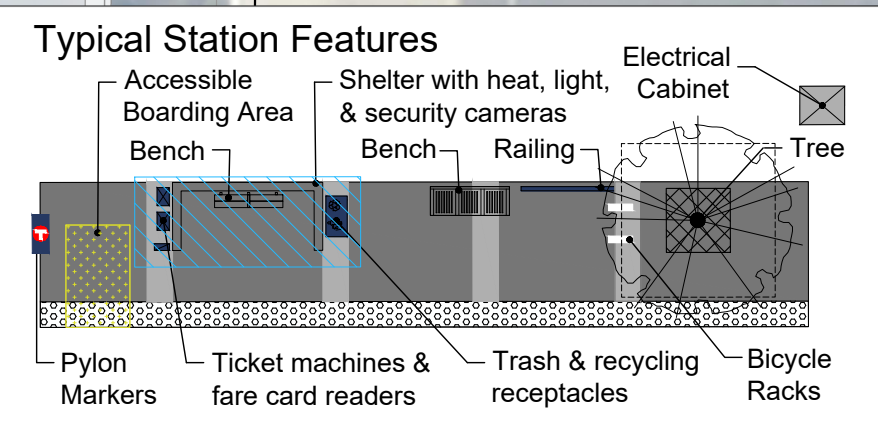 Typical Station Features
Accessible
Boarding Area
Shelter with heat, light,
& security cameras
Electrical
Cabinet
Bench
Bench
Railing
Tree
T
Pylon
Markers
Ticket machines &
fare card readers
Trash & recycling
receptacles
Bicycle
Racks